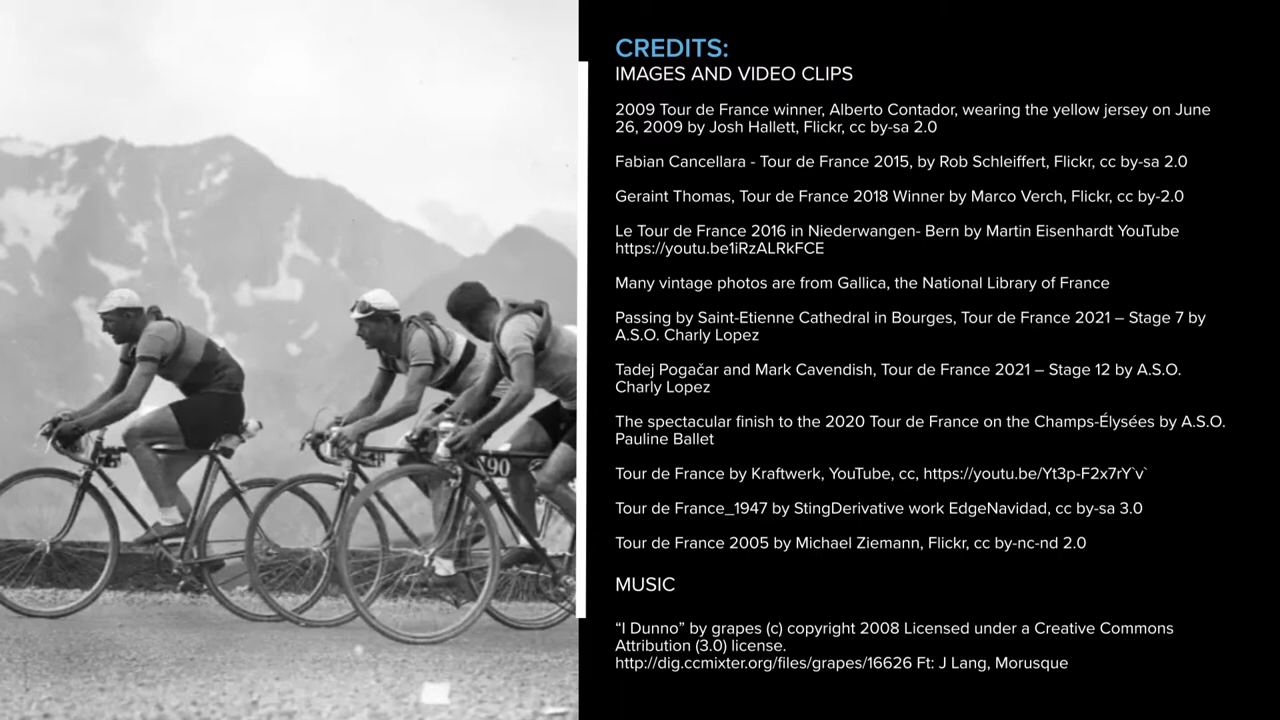 CREDITS:
IMAGES AND VIDEO CLIPS
2009 Tour de France winner, Alberto Contador, wearing the yellow jersey on June
26, 2009 by Josh Hallett, Flickr, cc by-sa 2.0
Fabian Cancellara - Tour de France 2015, by Rob Schleiffert, Flickr, cc by-sa 2.0
Geraint Thomas, Tour de France 2018 Winner by Marco Verch, Flickr, cc by-2.0
Le Tour de France 2016 in Niederwangen- Bern by Martin Eisenhardt YouTube
https://youtu.be1iRzALRkFCE
Many vintage photos are from Gallica, the National Library of France
Passing by Saint-Etienne Cathedral in Bourges, Tour de France 2021 – Stage 7 by
A.S.O. Charly Lopez
Tadej Pogačar and Mark Cavendish, Tour de France 2021 – Stage 12 by A.S.O.
Charly Lopez
The spectacular finish to the 2020 Tour de France on the Champs-Élysées by A.S.O.
Pauline Ballet
Tour de France by Kraftwerk, YouTube, cc, https://youtu.be/Yt3p-F2x7rY`v`
Tour de France_1947 by StingDerivative work EdgeNavidad, cc by-sa 3.0
Tour de France 2005 by Michael Ziemann, Flickr, cc by-nc-nd 2.0
MUSIC
“I Dunno” by grapes (c) copyright 2008 Licensed under a Creative Commons
Attribution (3.0) license.
http://dig.ccmixter.org/files/grapes/16626 Ft: J Lang, Morusque
90